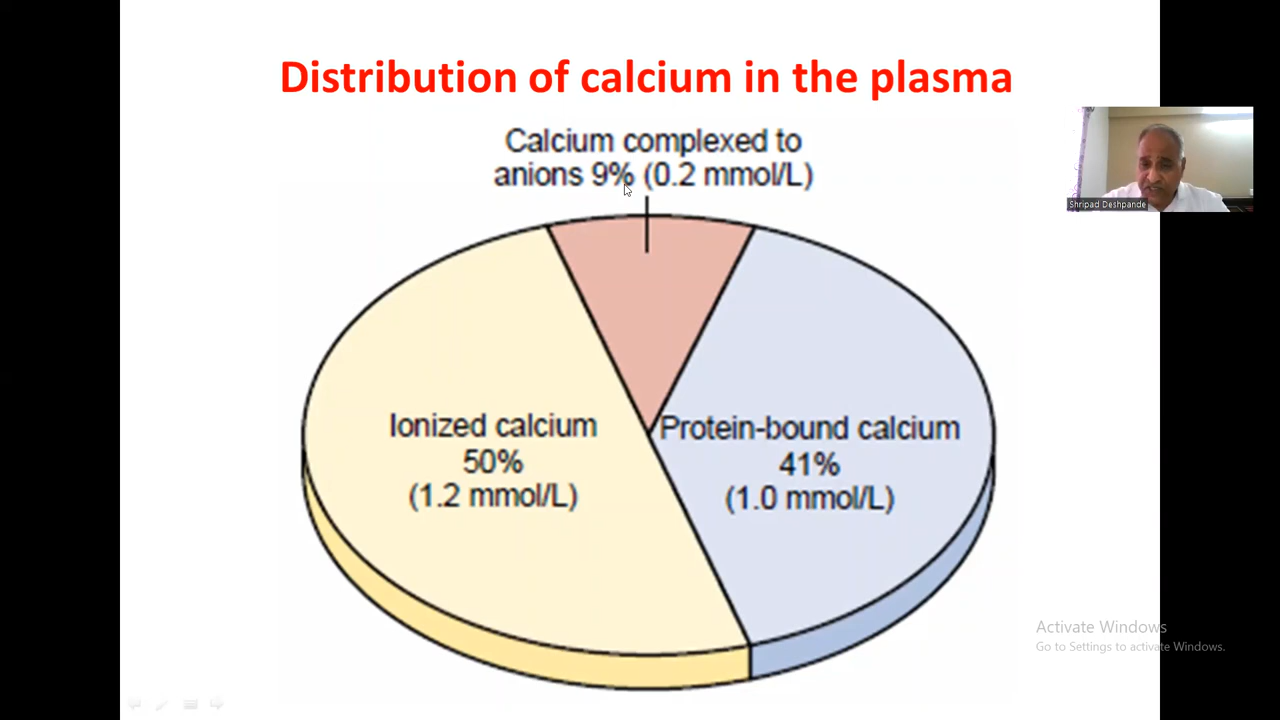 Distribution of calcium in the plasma
Calcium complexed to
anions 9% (0.2 mmol/L)
Shripad Deshpande
Ionized calcium
50%
(1.2 mmol/L)
Protein-bound calcium
41%
(1.0 mmol/L)
Activate Windows
Go to Settings to activate Windows.